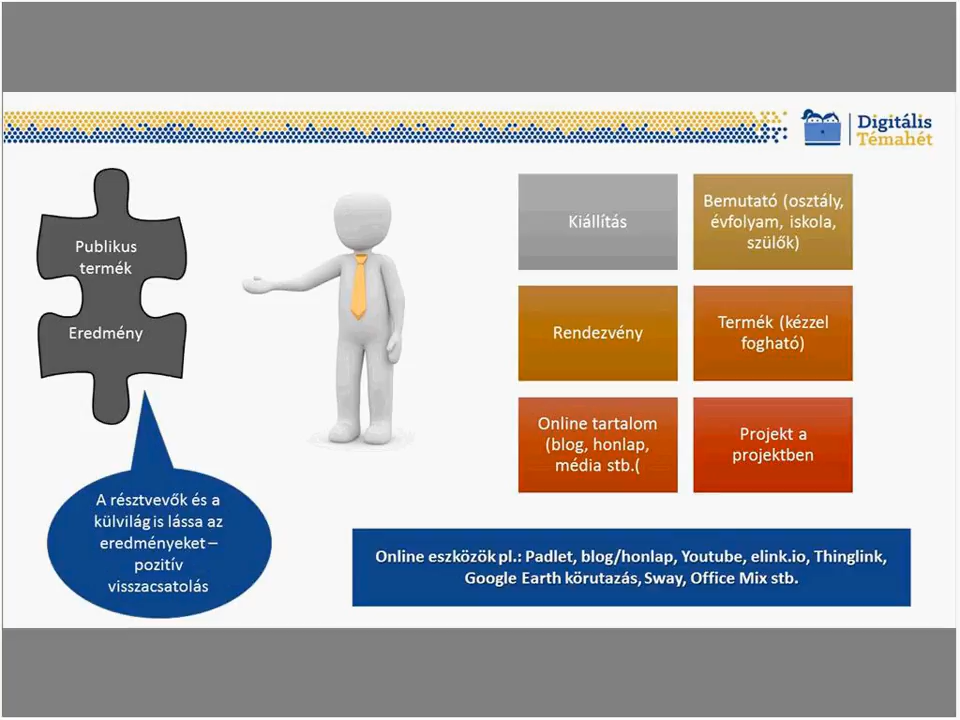 Digitális
Témahét
Publikus
termék
Eredmény
A résztvevők és a
külvilág is lássa az
eredményeket –
pozitív
visszacsatolás
Kiállítás
Bemutató (osztály,
évfolyam, iskola,
szülők)
Rendezvény
Termék (kézzel
fogható)
Online tartalom
(blog, honlap,
média stb.(
Projekt a
projektben
Online eszközök pl.: Padlet, blog/honlap, Youtube, elink.io, Thinglink,
Google Earth körutazás, Sway, Office Mix stb.